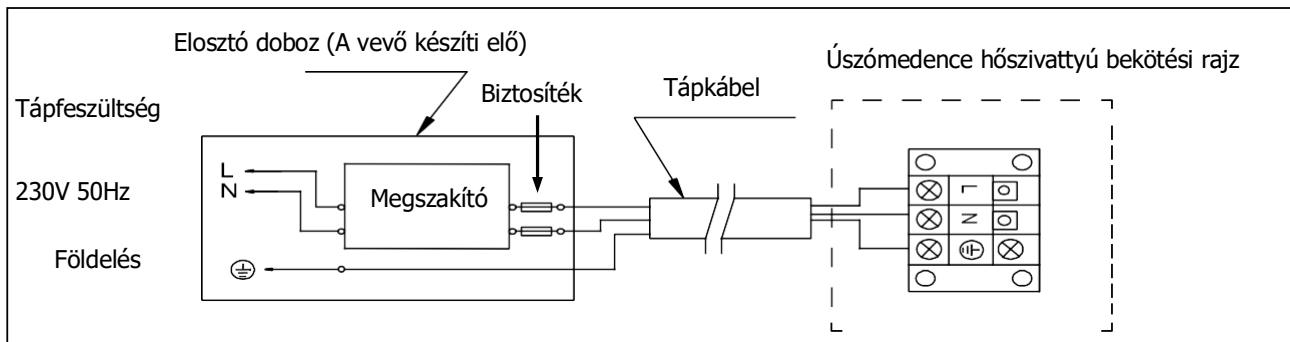 Elosztó doboz (A vevő készíti elő)
Úszómedence hőszivattyú bekötési rajz
Biztosíték
Tápkábel
Tápfeszültség
L
N
230V 50Hz
Megszakító
Földelés
L
N